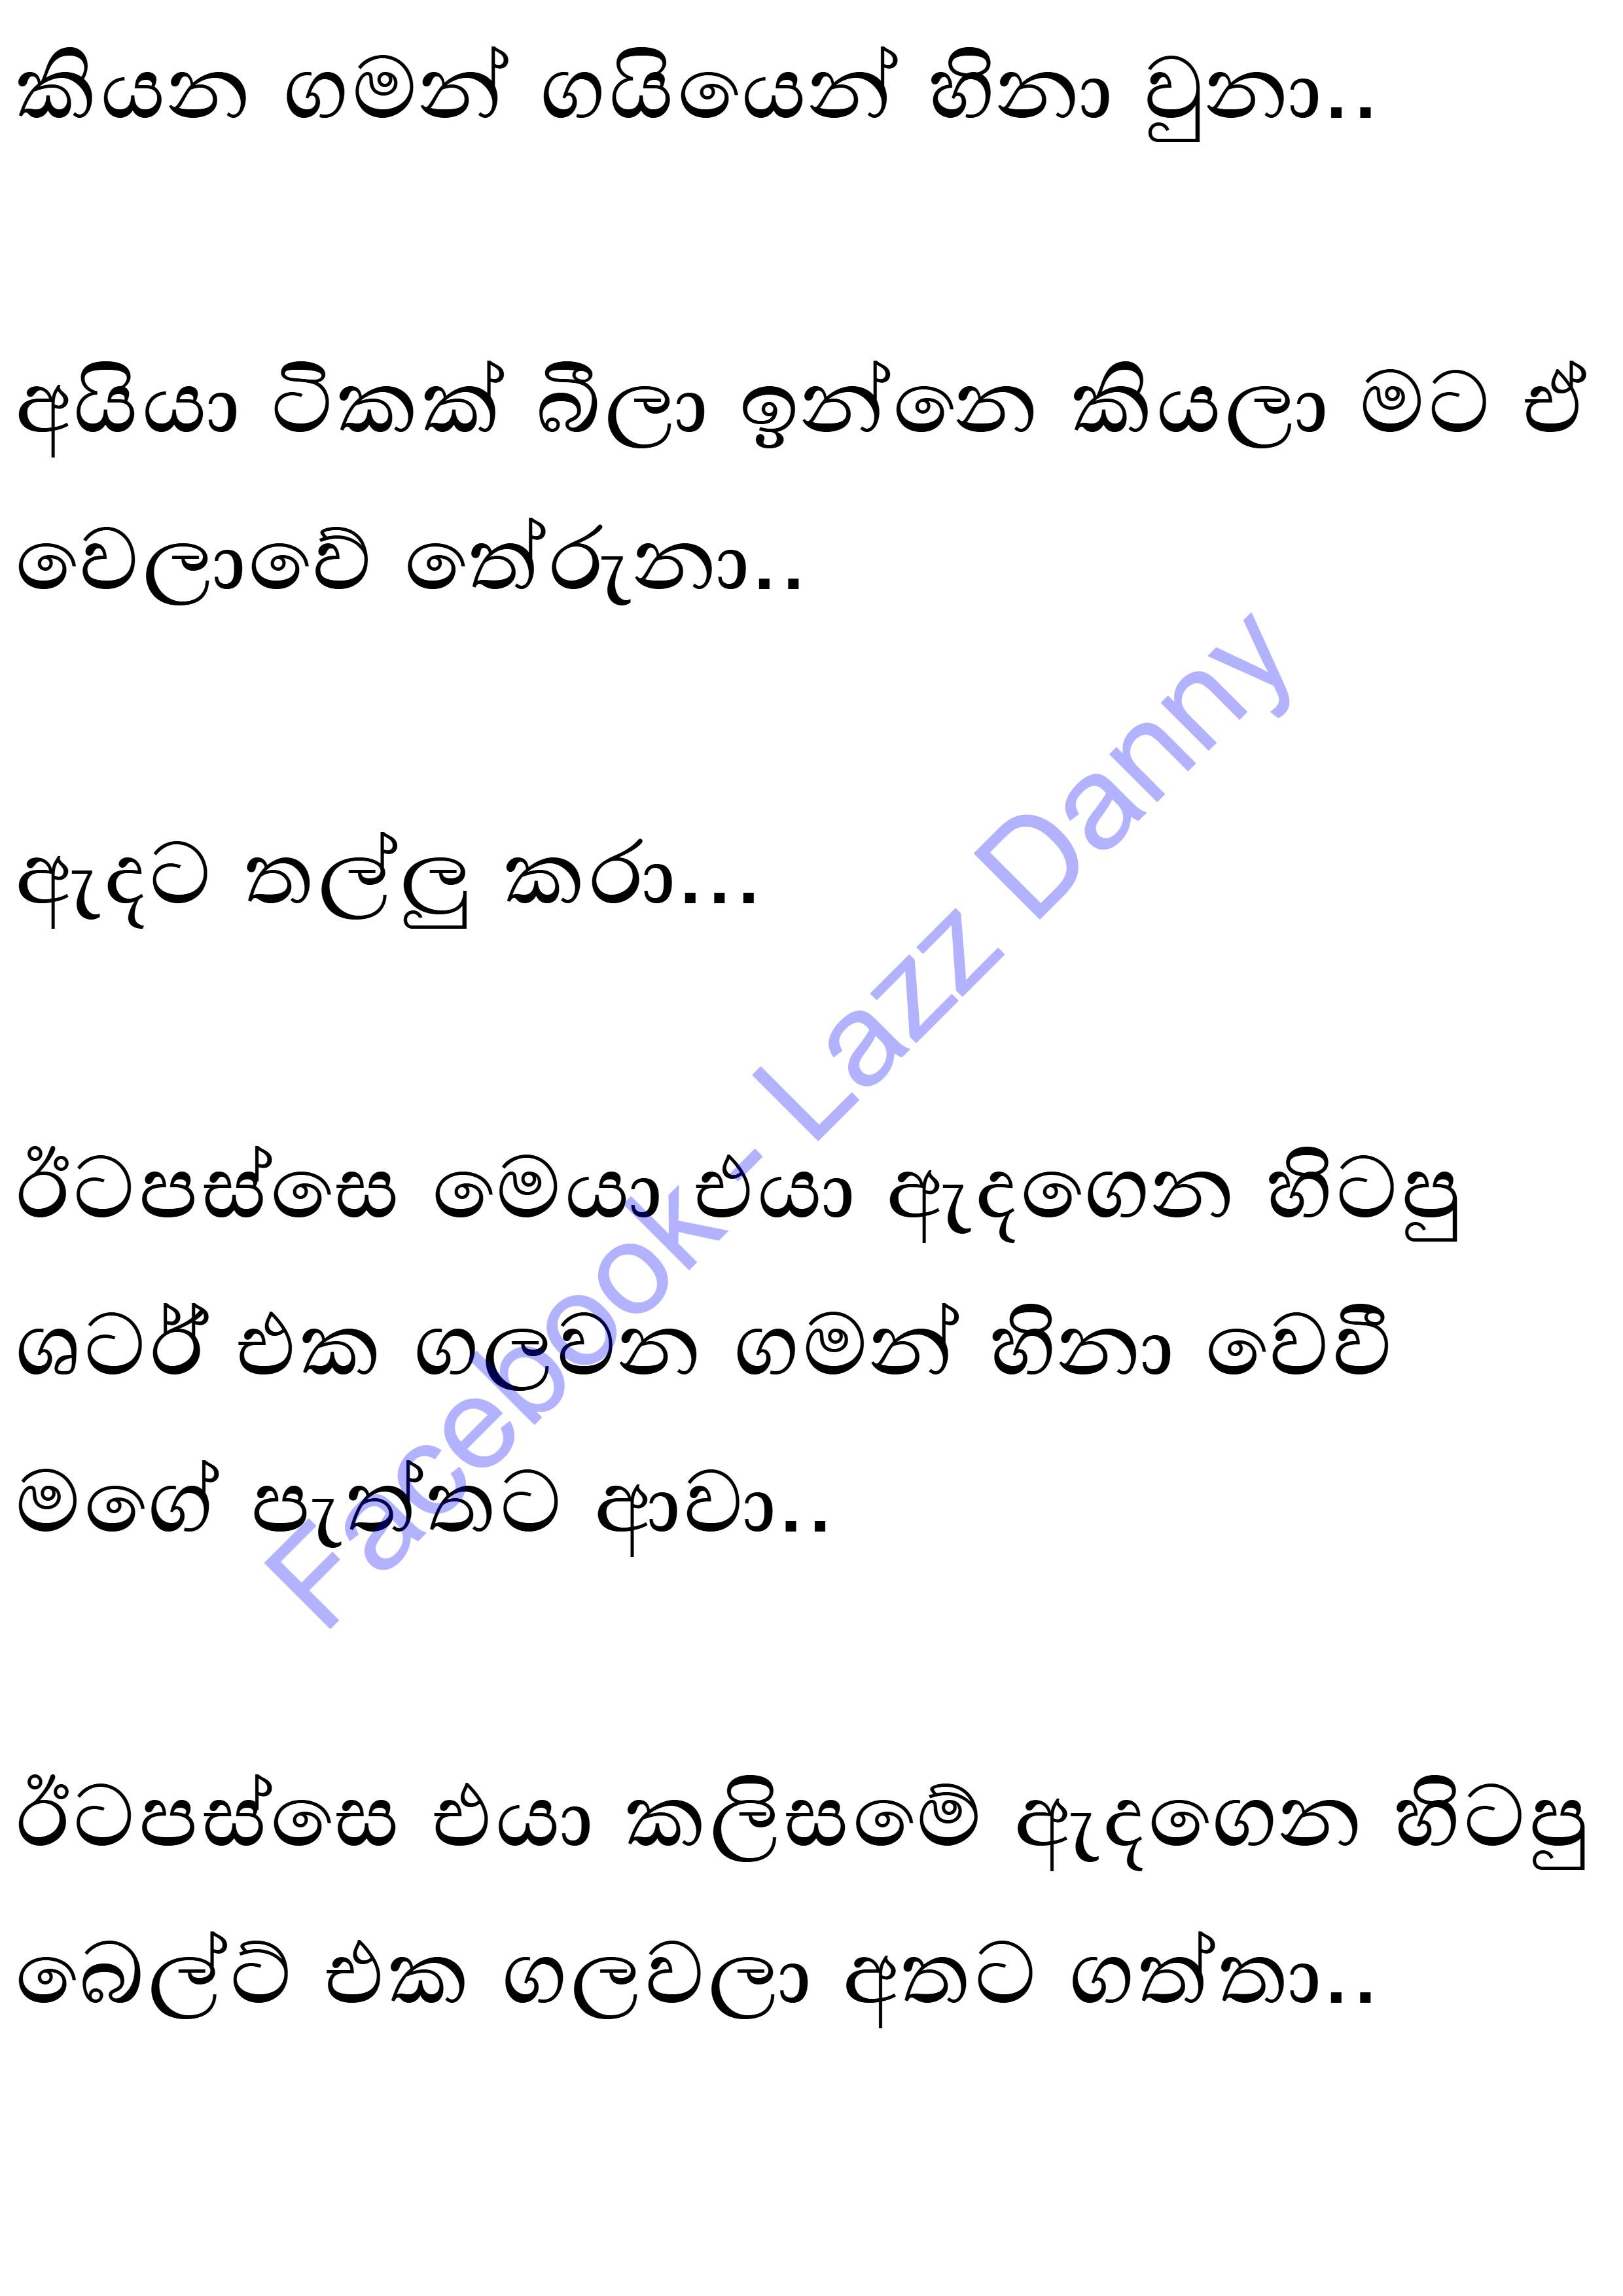 කියන ගමන් ගයියෙන් හිනා වුනා..
අයියා ටිකක් බීලා ඉන්නෙ කියලා මට ඒ
වෙලාවේ තේරුනා..
ඇදට තල්ලු කරා...
ඊටපස්සෙ මෙයා එයා ඇදගෙන හිටපු
ශටර්ට් එක ගලවන ගමන් හිනා වෙවී
මගේ පැත්තට ආවා..
ඊටපස්සෙ එයා කලිසමේ ඇදගෙන හිටපු
බෙල්ට් එක ගලවලා අතට ගත්තා..
Facebook - Lazz Danny